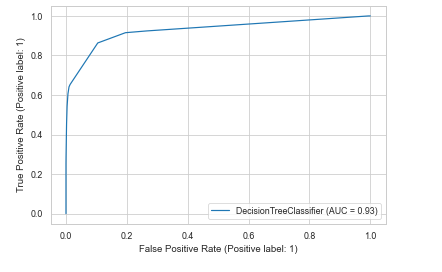 1.0
0.8
0.6
0.4
0.2
0.0
True Positive Rate (Positive label: 1)
DecisionTreeClassifier (AUC = 0.93)
0.0 0.2 0.4 0.6 0.8 1.0
False Positive Rate (Positive label: 1)